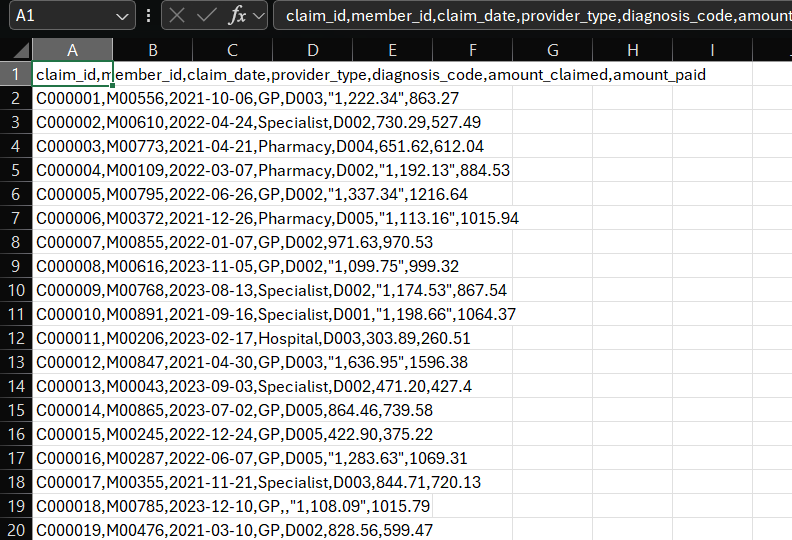 A1 fx claim_id,member_id,claim_date,provider_type,diagnosis_code,amount
A B C D E F G H I
1 claim_id,member_id,claim_date,provider_type,diagnosis_code,amount_claimed,amount_paid
2 C000001,M00556,2021-10-06,GP,D003,"1,222.34",863.27
3 C000002,M00610,2022-04-24,Specialist,D002,730.29,527.49
4 C000003,M00773,2021-04-21,Pharmacy,D004,651.62,612.04
5 C000004,M00109,2022-03-07,Pharmacy,D002,"1,192.13",884.53
6 C000005,M00795,2022-06-26,GP,D002,"1,337.34",1216.64
7 C000006,M00372,2021-12-26,Pharmacy,D005,"1,113.16",1015.94
8 C000007,M00855,2022-01-07,GP,D002,971.63,970.53
9 C000008,M00616,2023-11-05,GP,D002,"1,099.75",999.32
10 C000009,M00768,2023-08-13,Specialist,D002,"1,174.53",867.54
11 C000010,M00891,2021-09-16,Specialist,D001,"1,198.66",1064.37
12 C000011,M00206,2023-02-17,Hospital,D003,303.89,260.51
13 C000012,M00847,2021-04-30,GP,D003,"1,636.95",1596.38
14 C000013,M00043,2023-09-03,Specialist,D002,471.20,427.4
15 C000014,M00865,2023-07-02,GP,D005,864.46,739.58
16 C000015,M00245,2022-12-24,GP,D005,422.90,375.22
17 C000016,M00287,2022-06-07,GP,D005,"1,283.63",1069.31
18 C000017,M00355,2021-11-21,Specialist,D003,844.71,720.13
19 C000018,M00785,2023-12-10,GP,,"1,108.09",1015.79
20 C000019,M00476,2021-03-10,GP,D002,828.56,599.47